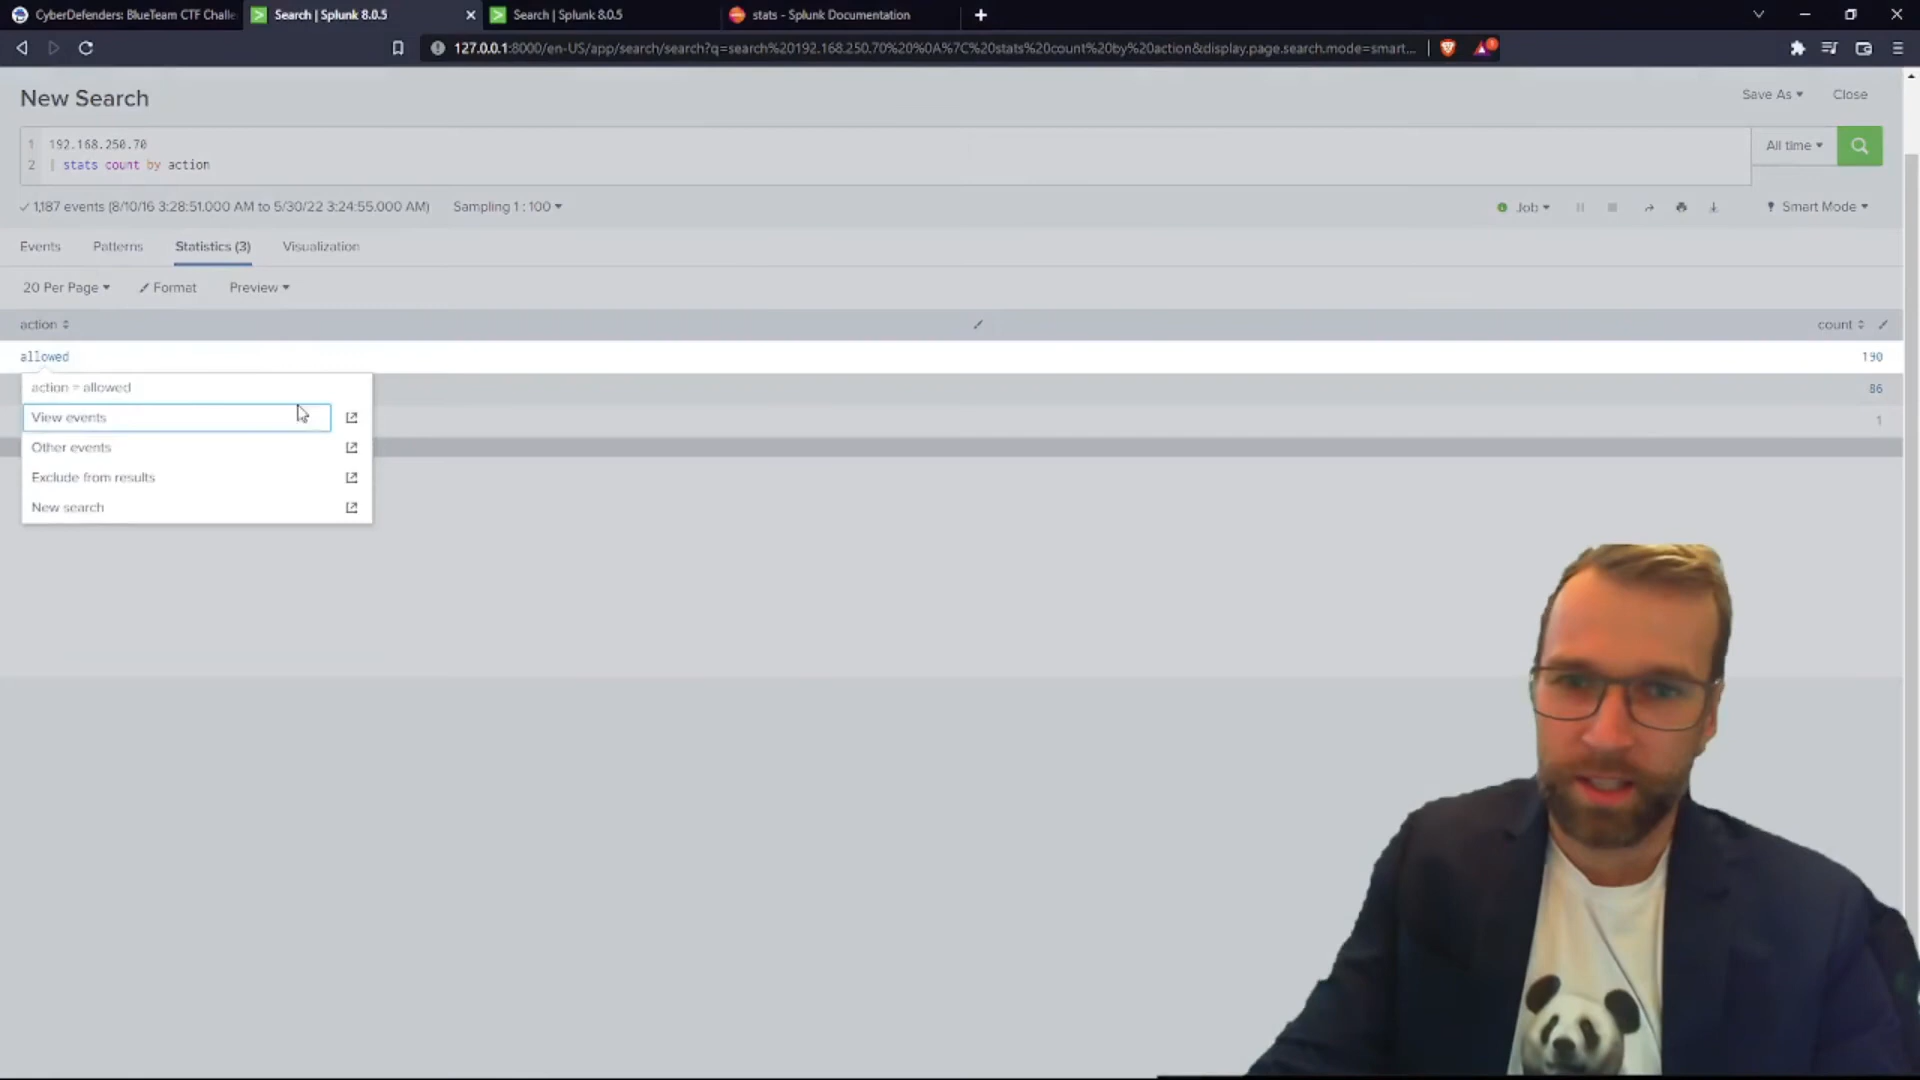 CyberDefenders: BlueTeam CTF Challe
Search | Splunk 8.0.5
Search | Splunk 8.0.5
stats - Splunk Documentation
127.0.0.1:8000/en-US/app/search/search?q=search%20192.168.250.70%20%0A%7C%20stats%20count%20by%20action&display.page.search.mode=smart...
New Search
Save As
Close
1 192.168.250.70
2 | stats count by action
All time
✓ 1,187 events (8/10/16 3:28:51.000 AM to 5/30/22 3:24:55.000 AM)
Sampling 1 : 100
Job
Smart Mode
Events
Patterns
Statistics (3)
Visualization
20 Per Page
Format
Preview
action
count
allowed
190
action = allowed
86
View events
1
Other events
Exclude from results
New search